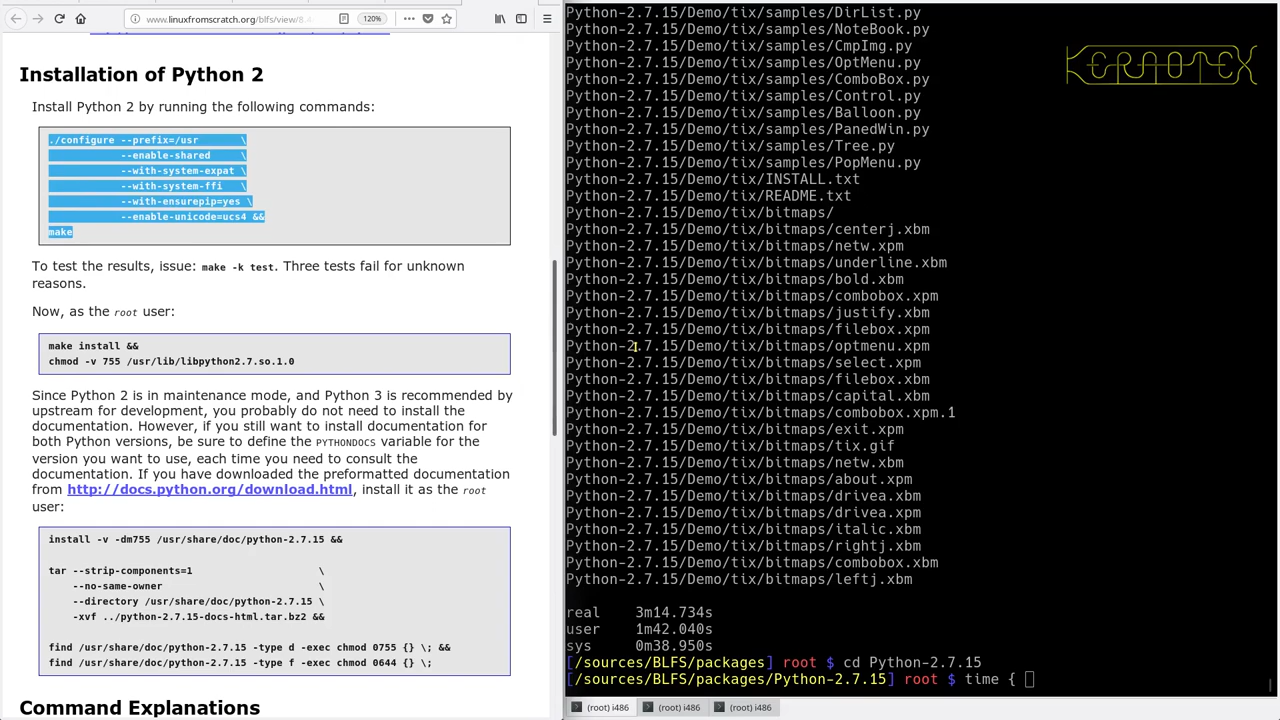 www.linuxfromscratch.org/blfs/view/8.4
120%
Installation of Python 2
Install Python 2 by running the following commands:
./configure --prefix=/usr \
--enable-shared \
--with-system-expat \
--with-system-ffi \
--with-ensurepip=yes \
--enable-unicode=ucs4 &&
make
To test the results, issue: make -k test. Three tests fail for unknown
reasons.
Now, as the root user:
make install &&
chmod -v 755 /usr/lib/libpython2.7.so.1.0
Since Python 2 is in maintenance mode, and Python 3 is recommended by
upstream for development, you probably do not need to install the
documentation. However, if you still want to install documentation for
both Python versions, be sure to define the PYTHONDOCS variable for the
version you want to use, each time you need to consult the
documentation. If you have downloaded the preformatted documentation
from http://docs.python.org/download.html, install it as the root
user:
install -v -dm755 /usr/share/doc/python-2.7.15 &&
tar --strip-components=1 \
--no-same-owner \
--directory /usr/share/doc/python-2.7.15 \
-xvf ../python-2.7.15-docs-html.tar.bz2 &&
find /usr/share/doc/python-2.7.15 -type d -exec chmod 0755 {} \; &&
find /usr/share/doc/python-2.7.15 -type f -exec chmod 0644 {} \;
Command Explanations
Python-2.7.15/Demo/tix/samples/DirList.py
Python-2.7.15/Demo/tix/samples/NoteBook.py
Python-2.7.15/Demo/tix/samples/CmpImg.py
Python-2.7.15/Demo/tix/samples/OptMenu.py
Python-2.7.15/Demo/tix/samples/ComboBox.py
Python-2.7.15/Demo/tix/samples/Control.py
Python-2.7.15/Demo/tix/samples/Balloon.py
Python-2.7.15/Demo/tix/samples/PanedWin.py
Python-2.7.15/Demo/tix/samples/Tree.py
Python-2.7.15/Demo/tix/samples/PopMenu.py
Python-2.7.15/Demo/tix/INSTALL.txt
Python-2.7.15/Demo/tix/README.txt
Python-2.7.15/Demo/tix/bitmaps/
Python-2.7.15/Demo/tix/bitmaps/centerj.xbm
Python-2.7.15/Demo/tix/bitmaps/netw.xpm
Python-2.7.15/Demo/tix/bitmaps/underline.xbm
Python-2.7.15/Demo/tix/bitmaps/bold.xbm
Python-2.7.15/Demo/tix/bitmaps/combobox.xpm
Python-2.7.15/Demo/tix/bitmaps/justify.xbm
Python-2.7.15/Demo/tix/bitmaps/filebox.xpm
Python-2.7.15/Demo/tix/bitmaps/optmenu.xpm
Python-2.7.15/Demo/tix/bitmaps/select.xpm
Python-2.7.15/Demo/tix/bitmaps/filebox.xbm
Python-2.7.15/Demo/tix/bitmaps/capital.xbm
Python-2.7.15/Demo/tix/bitmaps/combobox.xpm.1
Python-2.7.15/Demo/tix/bitmaps/exit.xpm
Python-2.7.15/Demo/tix/bitmaps/tix.gif
Python-2.7.15/Demo/tix/bitmaps/netw.xbm
Python-2.7.15/Demo/tix/bitmaps/about.xpm
Python-2.7.15/Demo/tix/bitmaps/drivea.xbm
Python-2.7.15/Demo/tix/bitmaps/drivea.xpm
Python-2.7.15/Demo/tix/bitmaps/italic.xbm
Python-2.7.15/Demo/tix/bitmaps/rightj.xbm
Python-2.7.15/Demo/tix/bitmaps/combobox.xbm
Python-2.7.15/Demo/tix/bitmaps/leftj.xbm
real 3m14.734s
user 1m42.040s
sys 0m38.950s
[/sources/BLFS/packages] root $ cd Python-2.7.15
[/sources/BLFS/packages/Python-2.7.15] root $ time {
(root) i486
(root) i486
(root) i486
KERAOTEX